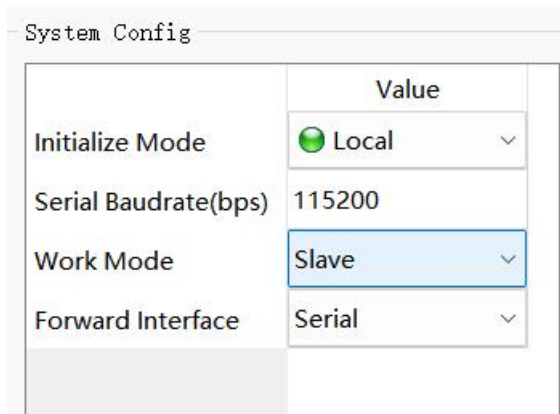 System Config
Value
Initialize Mode Local
Serial Baudrate(bps) 115200
Work Mode Slave
Forward Interface Serial